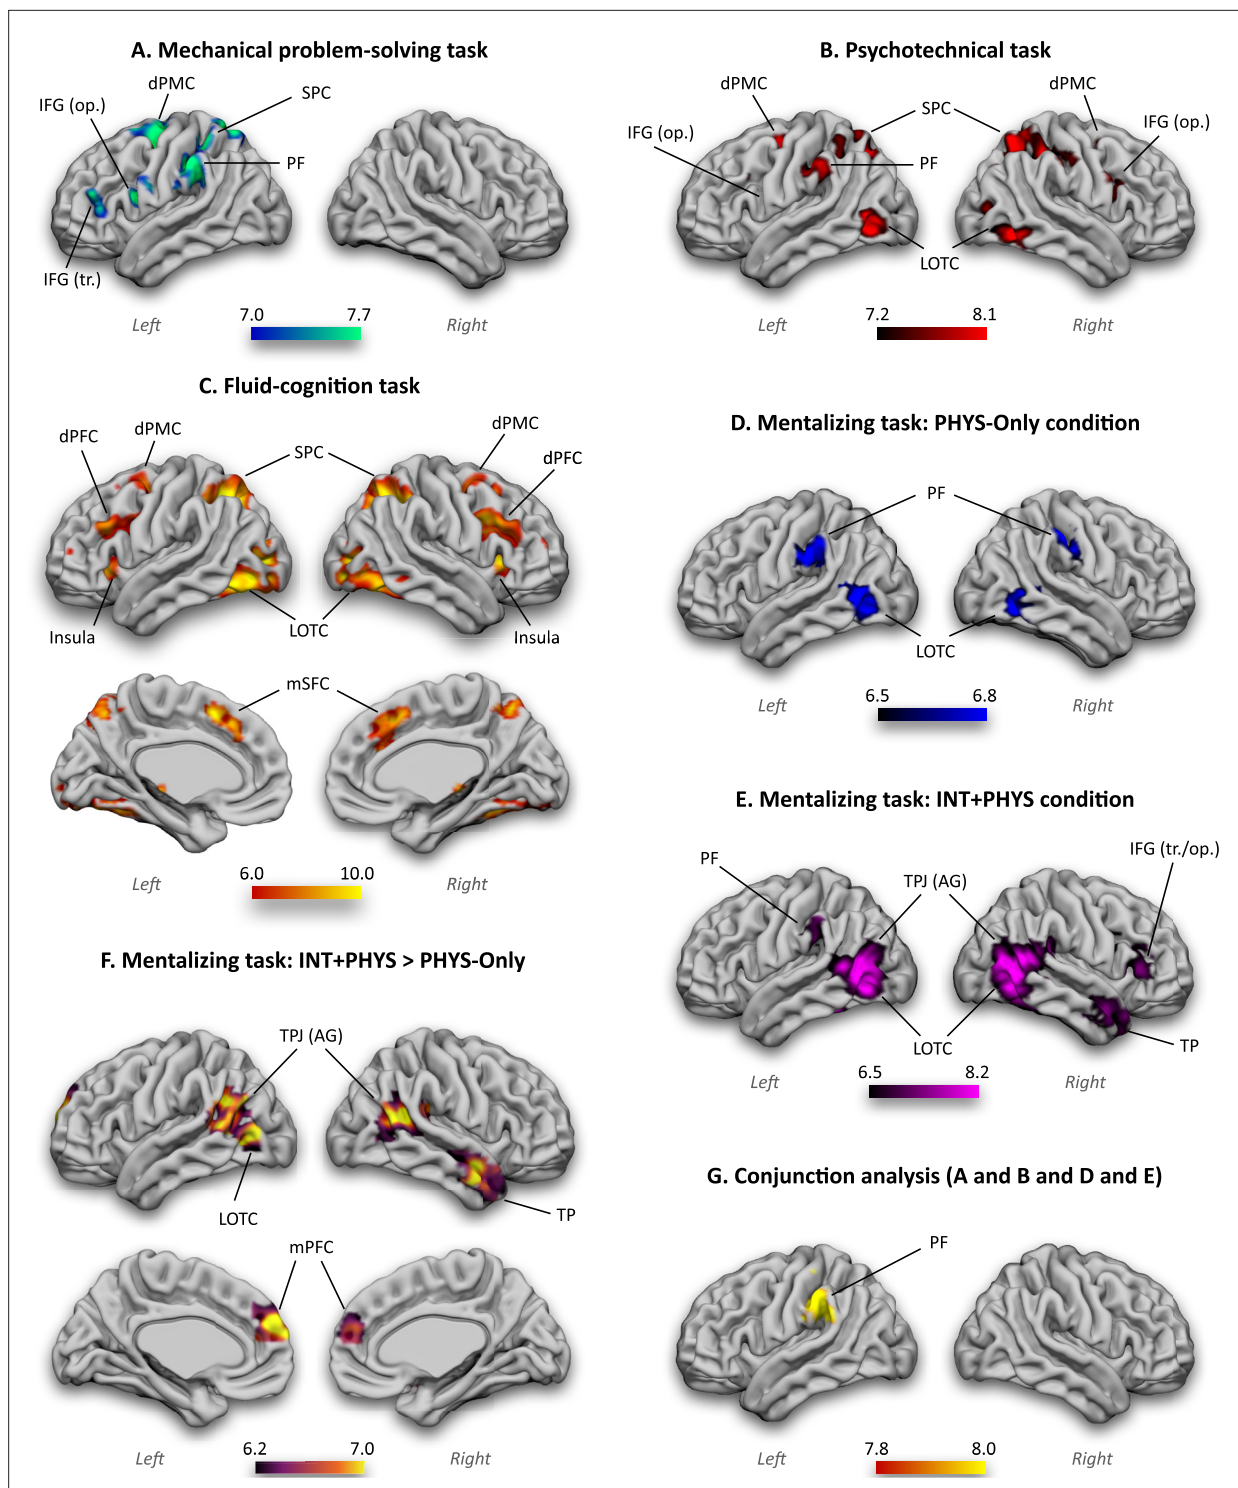 A. Mechanical problem-solving task
dPMC
IFG (op.)
SPC
PF
IFG (tr.)
7.0 7.7
Left Right
B. Psychotechnical task
dPMC
SPC
dPMC
IFG (op.)
IFG (op.)
PF
LOTC
7.2 8.1
Left Right
C. Fluid-cognition task
dPFC
dPMC
SPC
dPMC
dPFC
Insula
LOTC
Insula
mSFC
6.0 10.0
Left Right
D. Mentalizing task: PHYS-Only condition
PF
LOTC
6.5 6.8
Left Right
E. Mentalizing task: INT+PHYS condition
PF
TPJ (AG)
IFG (tr./op.)
LOTC
TP
6.5 8.2
Left Right
F. Mentalizing task: INT+PHYS > PHYS-Only
TPJ (AG)
LOTC
TP
mPFC
6.2 7.0
Left Right
G. Conjunction analysis (A and B and D and E)
PF
7.8 8.0
Left Right